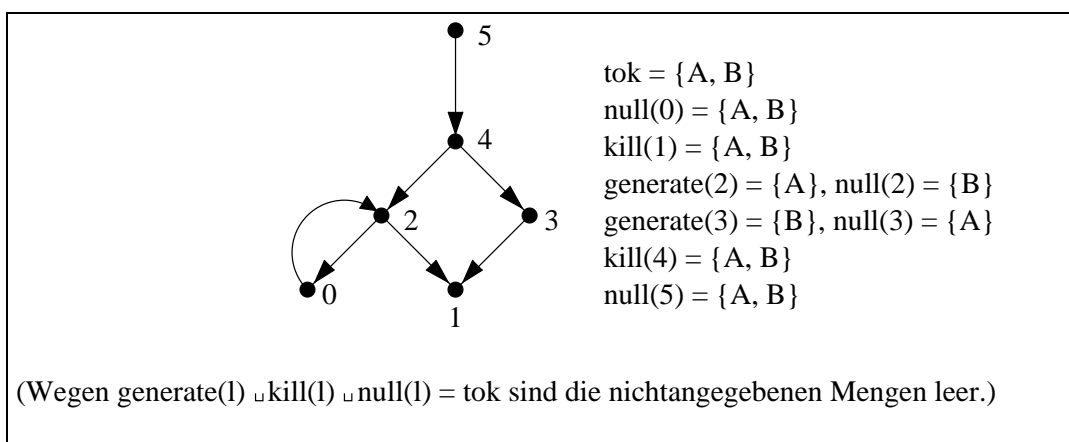 5
tok = {A, B}
null(0) = {A, B}
4
kill(1) = {A, B}
generate(2) = {A}, null(2) = {B}
2
3
generate(3) = {B}, null(3) = {A}
kill(4) = {A, B}
0
null(5) = {A, B}
1
(Wegen generate(l) ⊔ kill(l) ⊔ null(l) = tok sind die nichtangegebenen Mengen leer.)